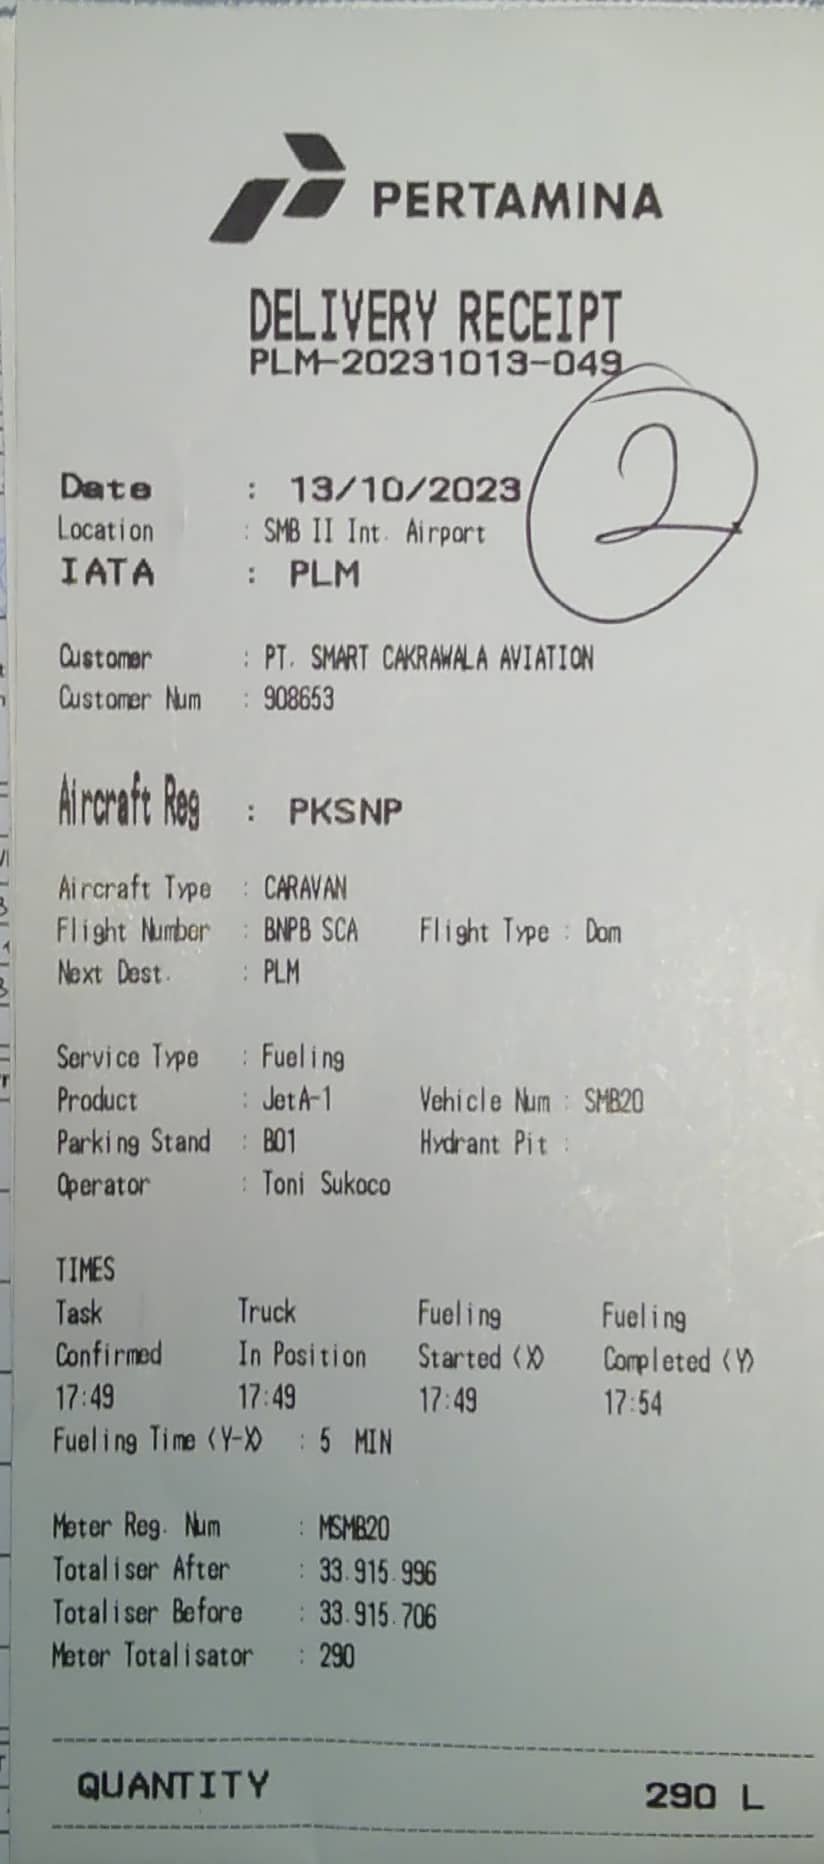 PERTAMINA
DELIVERY RECEIPT
PLM-20231013-049
2
Date : 13/10/2023
Location : SMB II Int. Airport
IATA : PLM
Customer : PT. SMART CAKRAWALA AVIATION
Customer Num : 908653
Aircraft Reg : PKSNP
Aircraft Type : CARAVAN
Flight Number : BNPB SCA Flight Type : Dom
Next Dest. : PLM
Service Type : Fueling
Product : JetA-1 Vehicle Num : SMB20
Parking Stand : B01 Hydrant Pit :
Operator : Toni Sukoco
TIMES
Task Truck Fueling Fueling
Confirmed In Position Started (X) Completed (Y)
17:49 17:49 17:49 17:54
Fueling Time (Y-X) : 5 MIN
Meter Reg. Num : MSMB20
Totaliser After : 33.915.996
Totaliser Before : 33.915.706
Meter Totalisator : 290
QUANTITY 290 L